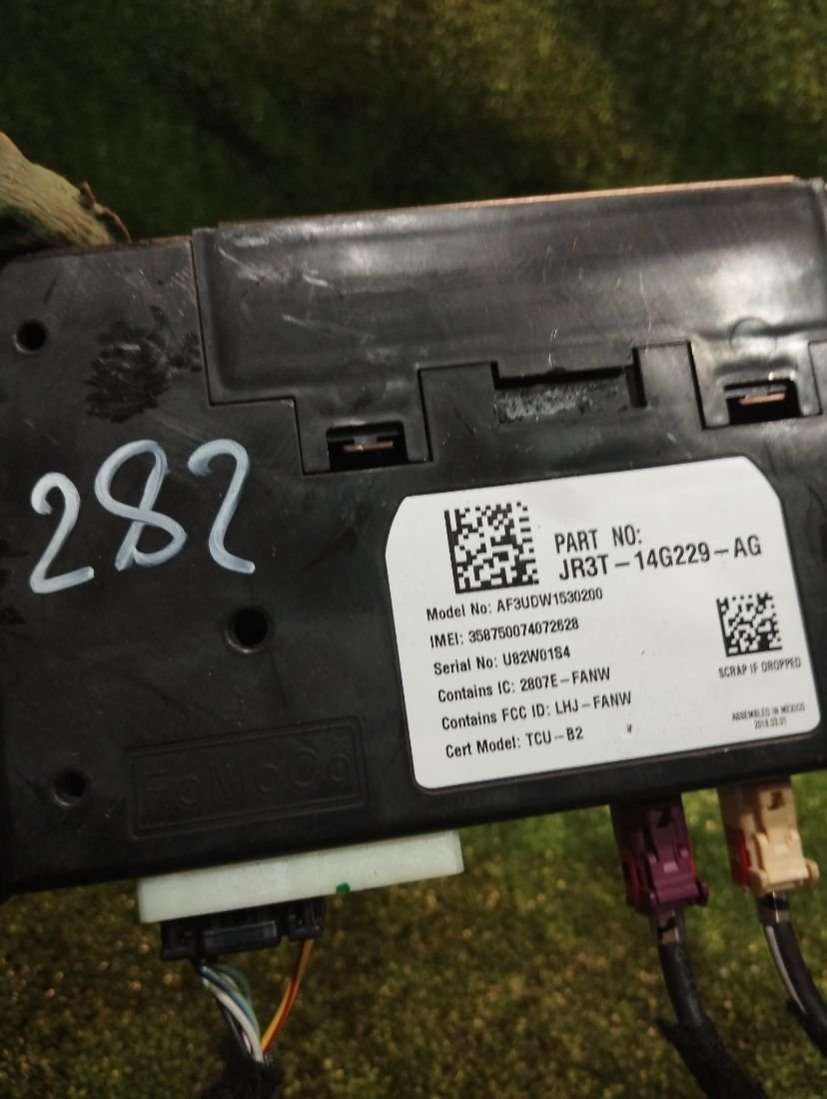 282
PART NO:
JR3T-14G229-AG
Model No: AF3UDW1530200
IMEI: 358750074072628
Serial No: U82W01S4
Contains IC: 2807E-FANW
Contains FCC ID: LHJ-FANW
Cert Model: TCU-B2
SCRAP IF DROPPED
ASSEMBLED IN MEXICO
FoMoCo